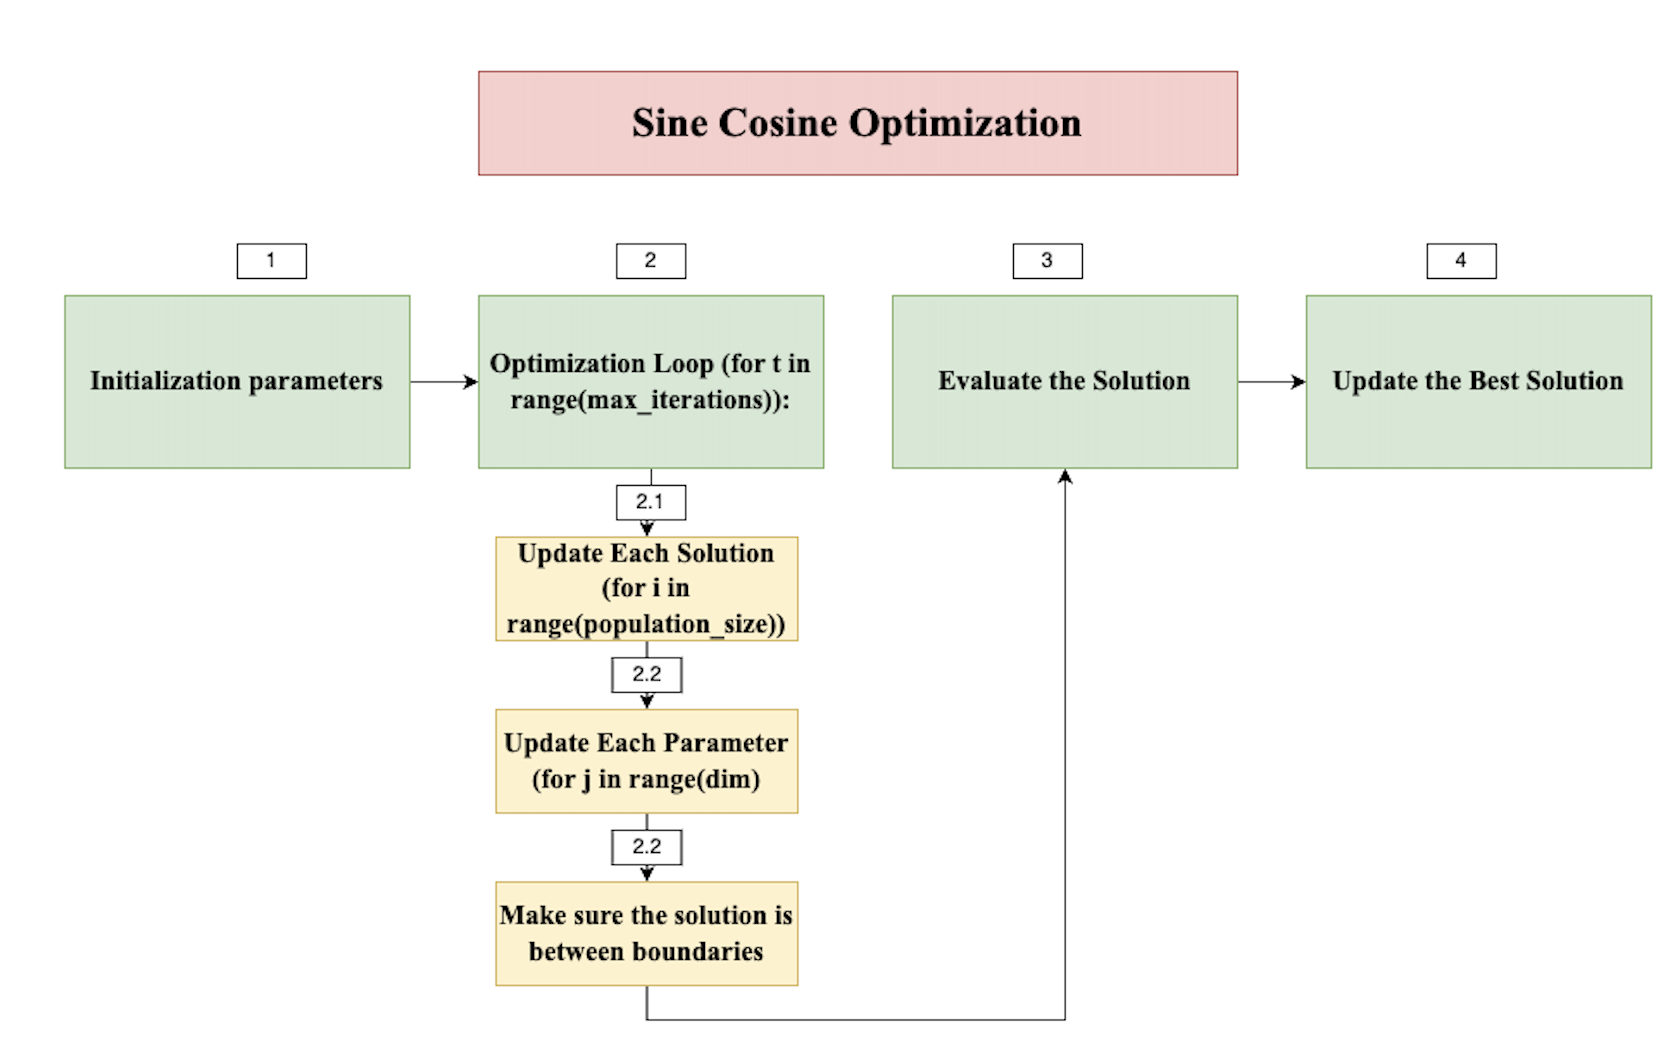 Sine Cosine Optimization
1
2
3
4
Initialization parameters
Optimization Loop (for t in
range(max_iterations)):
Evaluate the Solution
Update the Best Solution
2.1
Update Each Solution
(for i in
range(population_size))
2.2
Update Each Parameter
(for j in range(dim)
2.2
Make sure the solution is
between boundaries